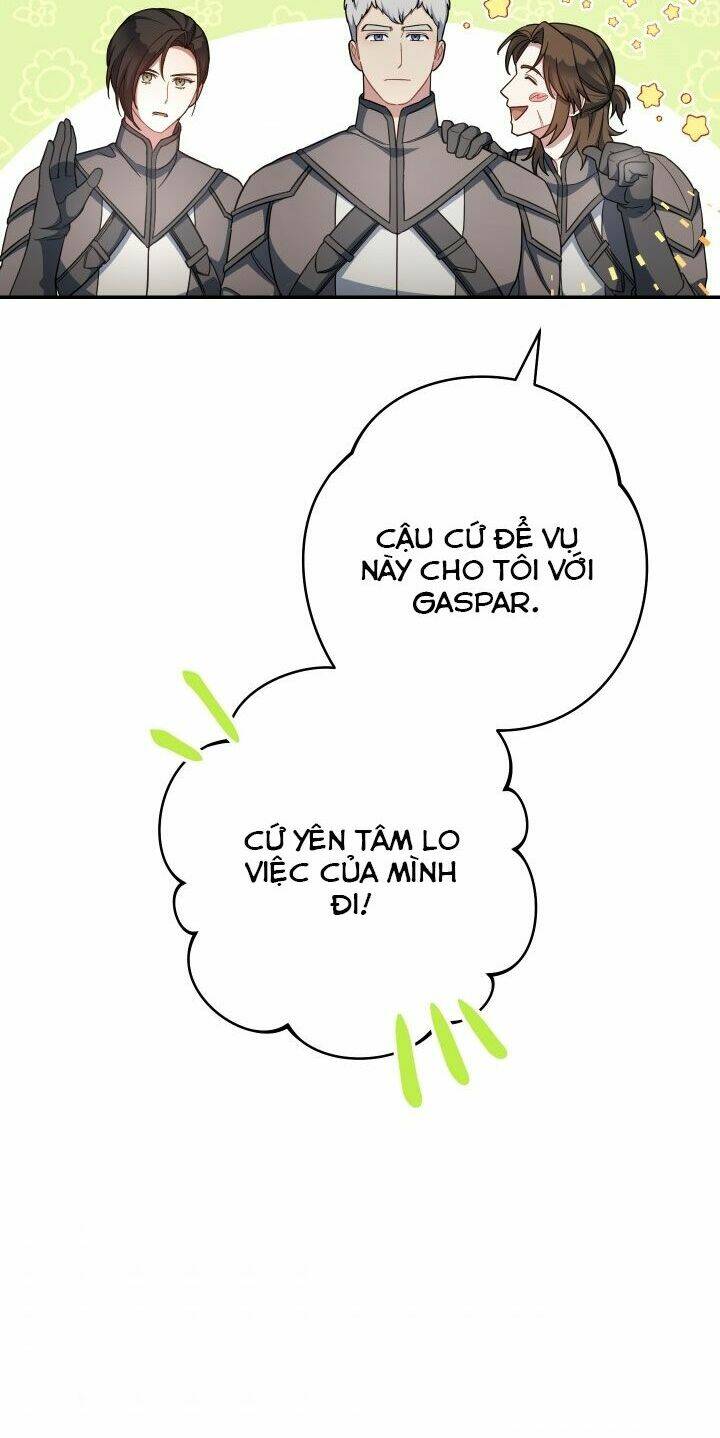 CẬU CỨ ĐỂ VỤ
NÀY CHO TÔI VỚI
GASPAR.
CỨ YÊN TÂM LO
VIỆC CỦA MÌNH
ĐI!